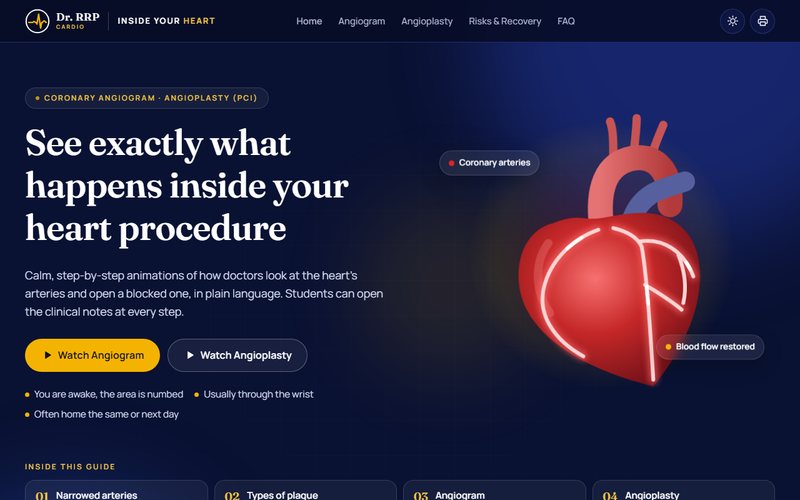 Dr. RRP
CARDIO
INSIDE YOUR HEART
Home
Angiogram
Angioplasty
Risks & Recovery
FAQ
CORONARY ANGIOGRAM · ANGIOPLASTY (PCI)
See exactly what
happens inside your
heart procedure
Calm, step-by-step animations of how doctors look at the heart's
arteries and open a blocked one, in plain language. Students can open
the clinical notes at every step.
Watch Angiogram
Watch Angioplasty
You are awake, the area is numbed
Usually through the wrist
Often home the same or next day
Coronary arteries
Blood flow restored
INSIDE THIS GUIDE
01 Narrowed arteries
02 Types of plaque
03 Angiogram
04 Angioplasty